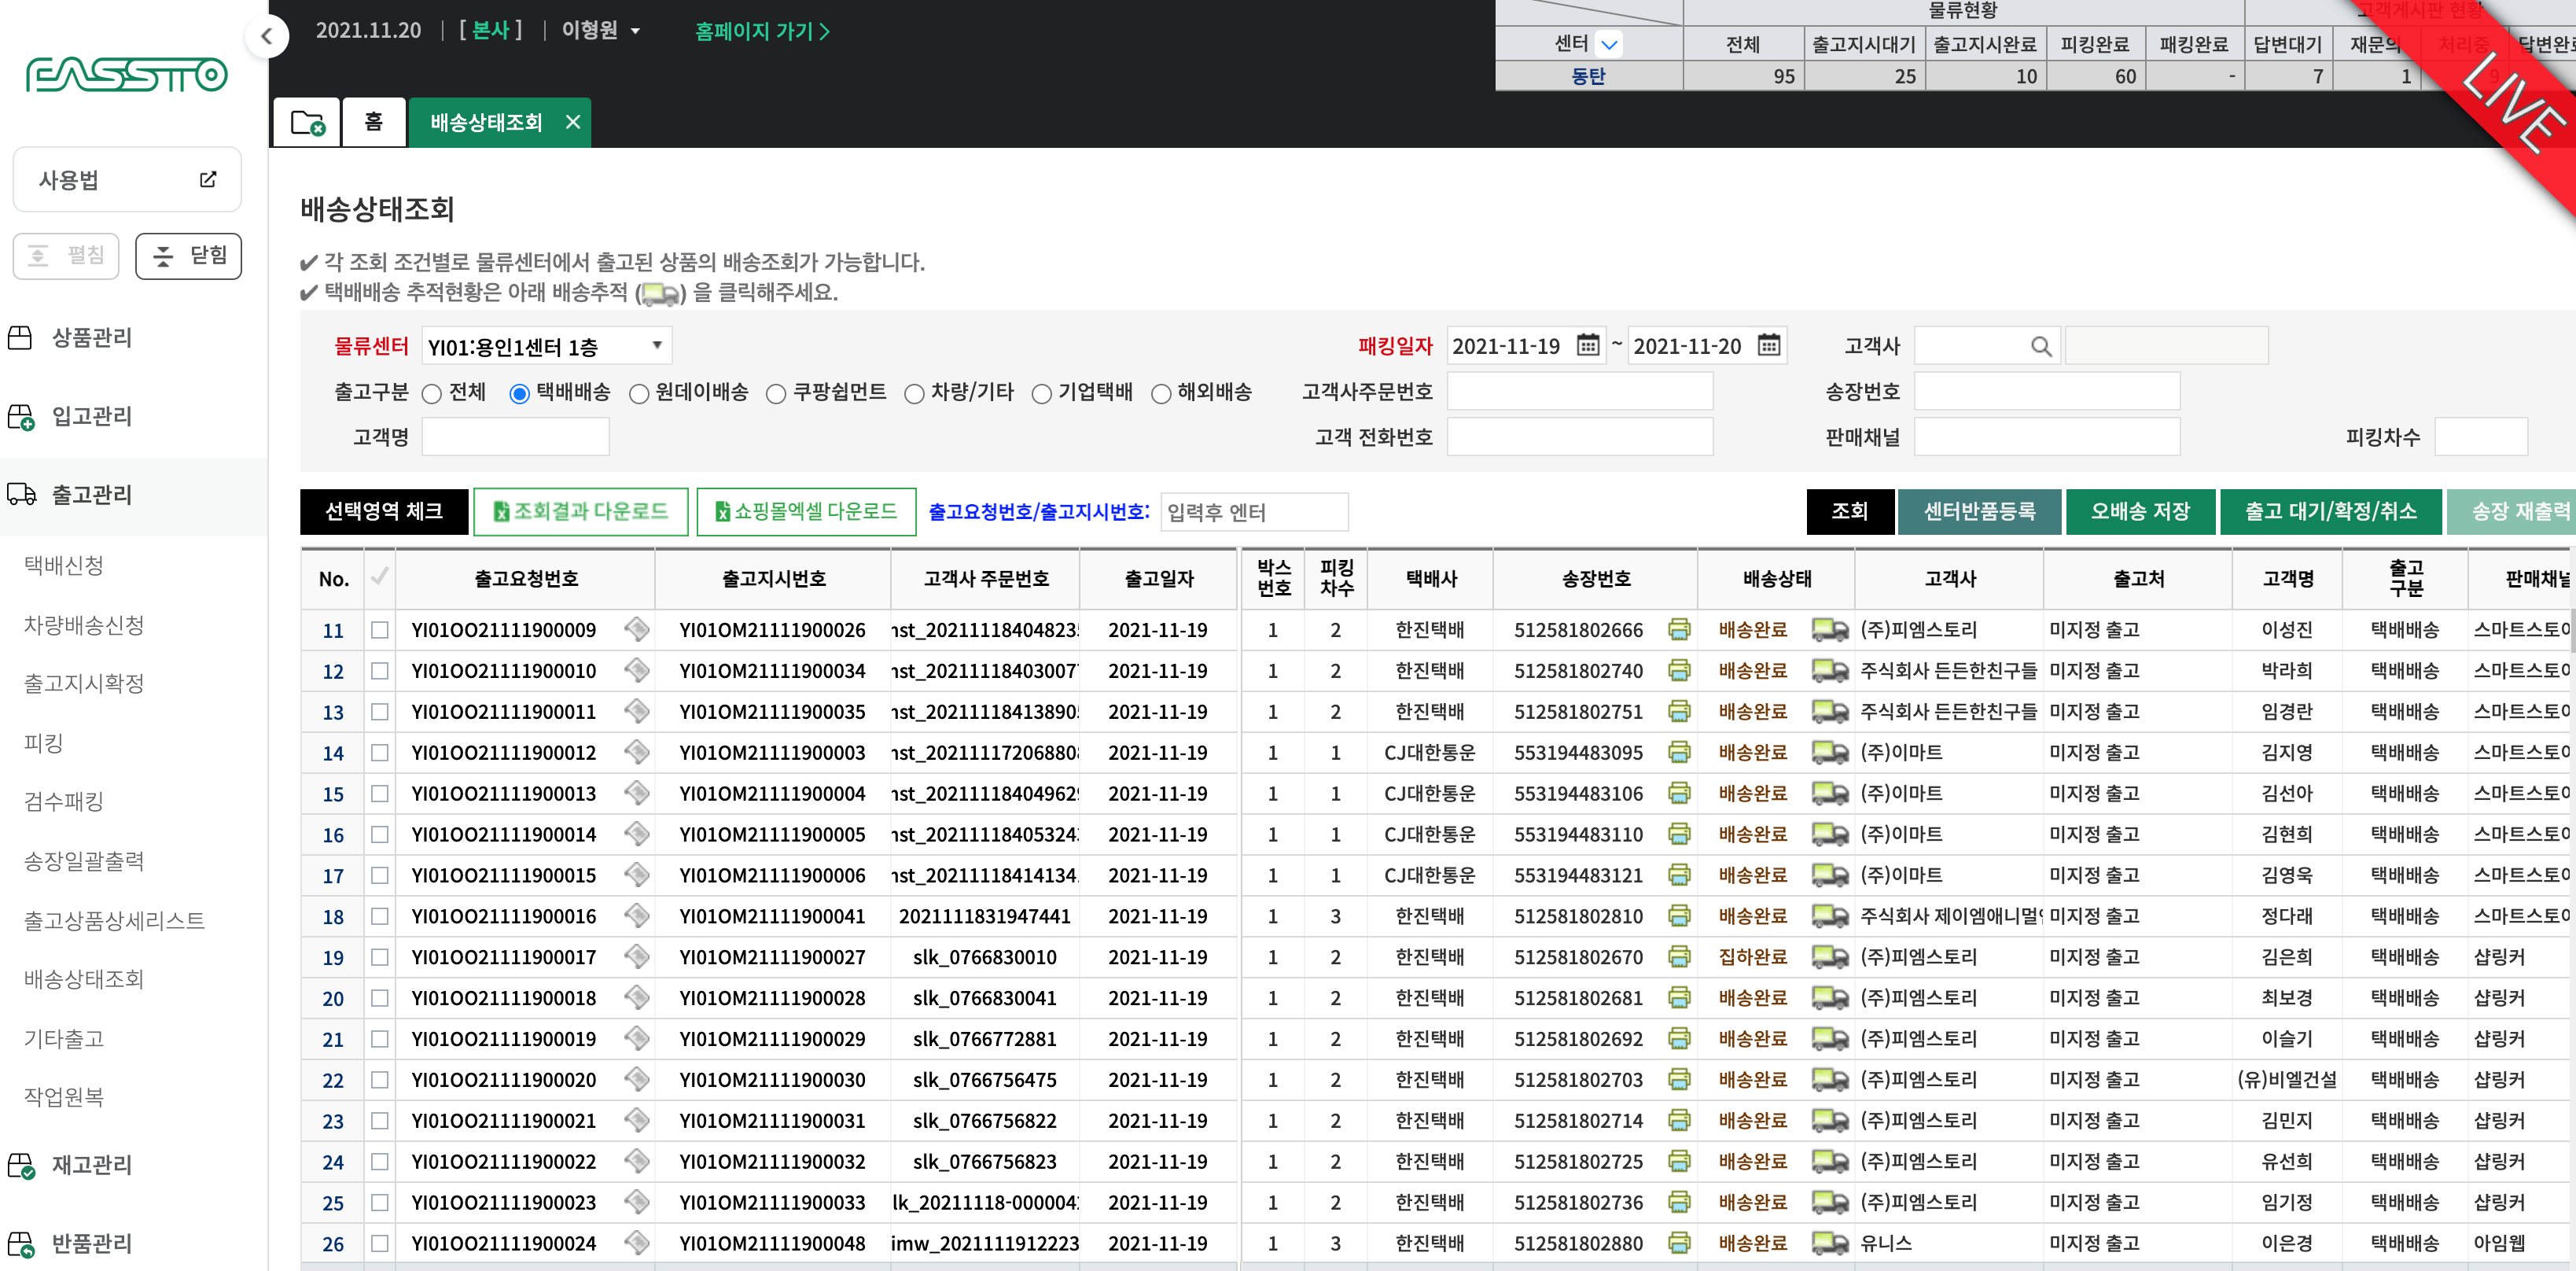 FASSTO
2021.11.20 | [ 본사 ] | 이형원
홈페이지 가기
물류현황
센터 전체 출고지시대기 출고지시완료 피킹완료 패킹완료 답변대기
동탄 95 25 10 60 - 7 1
LIVE
홈 배송상태조회
사용법
펼침 닫힘
상품관리
입고관리
출고관리
택배신청
차량배송신청
출고지시확정
피킹
검수패킹
송장일괄출력
출고상품상세리스트
배송상태조회
기타출고
작업원복
재고관리
반품관리
배송상태조회
✔ 각 조회 조건별로 물류센터에서 출고된 상품의 배송조회가 가능합니다.
✔ 택배배송 추적현황은 아래 배송추적 ( ) 을 클릭해주세요.
물류센터 YI01:용인1센터 1층 패킹일자 2021-11-19 ~ 2021-11-20 고객사
출고구분 전체 택배배송 원데이배송 쿠팡쉽먼트 차량/기타 기업택배 해외배송 고객사주문번호 송장번호
고객명 고객 전화번호 판매채널 피킹차수
선택영역 체크 조회결과 다운로드 쇼핑몰엑셀 다운로드 출고요청번호/출고지시번호: 입력후 엔터 조회 센터반품등록 오배송 저장 출고 대기/확정/취소 송장 재출력
No. 출고요청번호 출고지시번호 고객사 주문번호 출고일자 박스 번호 피킹 차수 택배사 송장번호 배송상태 고객사 출고처 고객명 출고 구분 판매채널
11 YI01OO21111900009 YI01OM21111900026 2021-11-19 1 2 한진택배 512581802666 배송완료 (주)피엠스토리 미지정 출고 이성진 택배배송 스마트스토
12 YI01OO21111900010 YI01OM21111900034 2021-11-19 1 2 한진택배 512581802740 배송완료 주식회사 든든한친구들 미지정 출고 박라희 택배배송 스마트스토
13 YI01OO21111900011 YI01OM21111900035 2021-11-19 1 2 한진택배 512581802751 배송완료 주식회사 든든한친구들 미지정 출고 임경란 택배배송 스마트스토
14 YI01OO21111900012 YI01OM21111900003 2021-11-19 1 1 CJ대한통운 553194483095 배송완료 (주)이마트 미지정 출고 김지영 택배배송 스마트스토
15 YI01OO21111900013 YI01OM21111900004 2021-11-19 1 1 CJ대한통운 553194483106 배송완료 (주)이마트 미지정 출고 김선아 택배배송 스마트스토
16 YI01OO21111900014 YI01OM21111900005 2021-11-19 1 1 CJ대한통운 553194483110 배송완료 (주)이마트 미지정 출고 김현희 택배배송 스마트스토
17 YI01OO21111900015 YI01OM21111900006 2021-11-19 1 1 CJ대한통운 553194483121 배송완료 (주)이마트 미지정 출고 김영욱 택배배송 스마트스토
18 YI01OO21111900016 YI01OM21111900041 2021111831947441 2021-11-19 1 3 한진택배 512581802810 배송완료 주식회사 제이엠애니멀 미지정 출고 정다래 택배배송 스마트스토
19 YI01OO21111900017 YI01OM21111900027 slk_0766830010 2021-11-19 1 2 한진택배 512581802670 집하완료 (주)피엠스토리 미지정 출고 김은희 택배배송 샵링커
20 YI01OO21111900018 YI01OM21111900028 slk_0766830041 2021-11-19 1 2 한진택배 512581802681 배송완료 (주)피엠스토리 미지정 출고 최보경 택배배송 샵링커
21 YI01OO21111900019 YI01OM21111900029 slk_0766772881 2021-11-19 1 2 한진택배 512581802692 배송완료 (주)피엠스토리 미지정 출고 이슬기 택배배송 샵링커
22 YI01OO21111900020 YI01OM21111900030 slk_0766756475 2021-11-19 1 2 한진택배 512581802703 배송완료 (주)피엠스토리 미지정 출고 (유)비엘건설 택배배송 샵링커
23 YI01OO21111900021 YI01OM21111900031 slk_0766756822 2021-11-19 1 2 한진택배 512581802714 배송완료 (주)피엠스토리 미지정 출고 김민지 택배배송 샵링커
24 YI01OO21111900022 YI01OM21111900032 slk_0766756823 2021-11-19 1 2 한진택배 512581802725 배송완료 (주)피엠스토리 미지정 출고 유선희 택배배송 샵링커
25 YI01OO21111900023 YI01OM21111900033 lk_20211118-000004 2021-11-19 1 2 한진택배 512581802736 배송완료 (주)피엠스토리 미지정 출고 임기정 택배배송 샵링커
26 YI01OO21111900024 YI01OM21111900048 imw_2021111912223 2021-11-19 1 3 한진택배 512581802880 배송완료 유니스 미지정 출고 이은경 택배배송 아임웹